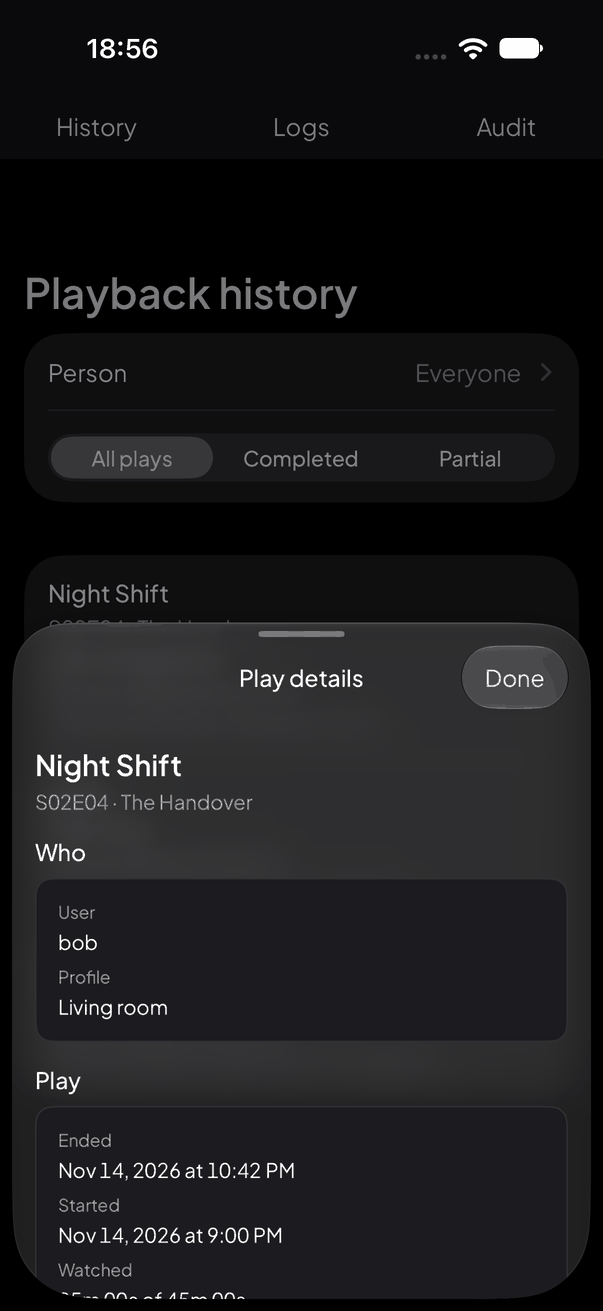 18:56
History
Logs
Audit
Playback history
Person
Everyone
All plays
Completed
Partial
Night Shift
Play details
Done
Night Shift
S02E04 · The Handover
Who
User
bob
Profile
Living room
Play
Ended
Nov 14, 2026 at 10:42 PM
Started
Nov 14, 2026 at 9:00 PM
Watched